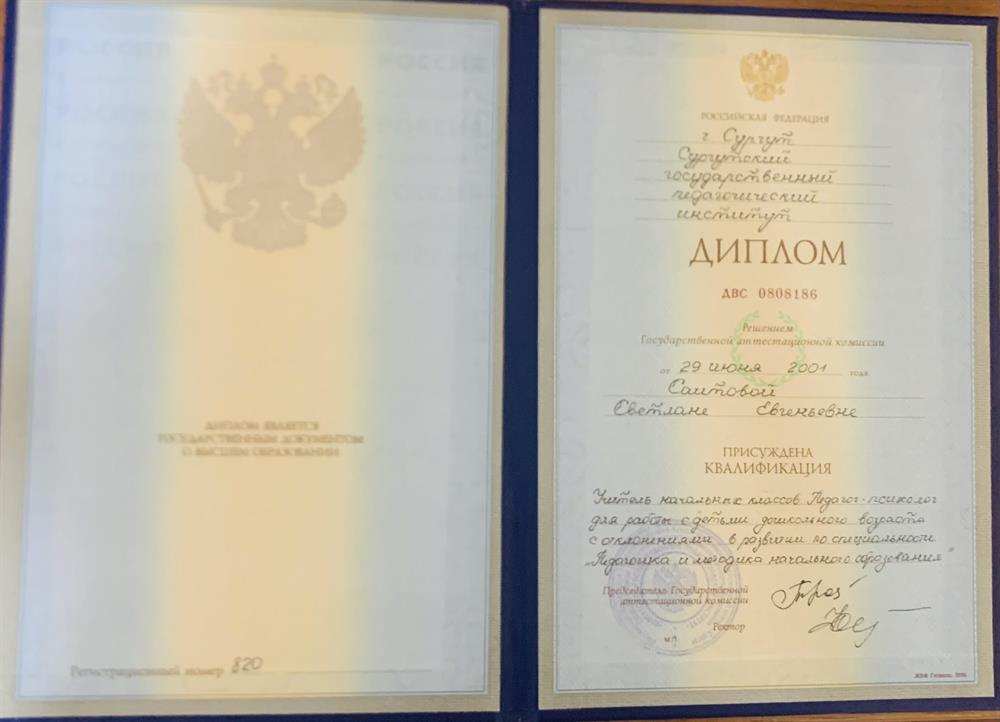 ДИПЛОМ ЯВЛЯЕТСЯ
ГОСУДАРСТВЕННЫМ ДОКУМЕНТОМ
О ВЫСШЕМ ОБРАЗОВАНИИ
Регистрационный номер 820
РОССИЙСКАЯ ФЕДЕРАЦИЯ
г. Сургут
Сургутский
государственный
педагогический
институт
ДИПЛОМ
ДВС 0808186
Решением
Государственной аттестационной комиссии
от 29 июня 2001 года
Саитовой
Светлане Евгеньевне
ПРИСУЖДЕНА
КВАЛИФИКАЦИЯ
Учитель начальных классов. Педагог-психолог
для работы с детьми дошкольного возраста
с отклонениями в развитии по специальности
„Педагогика и методика начального образования"
Председатель Государственной
аттестационной комиссии
Ректор
М.П.